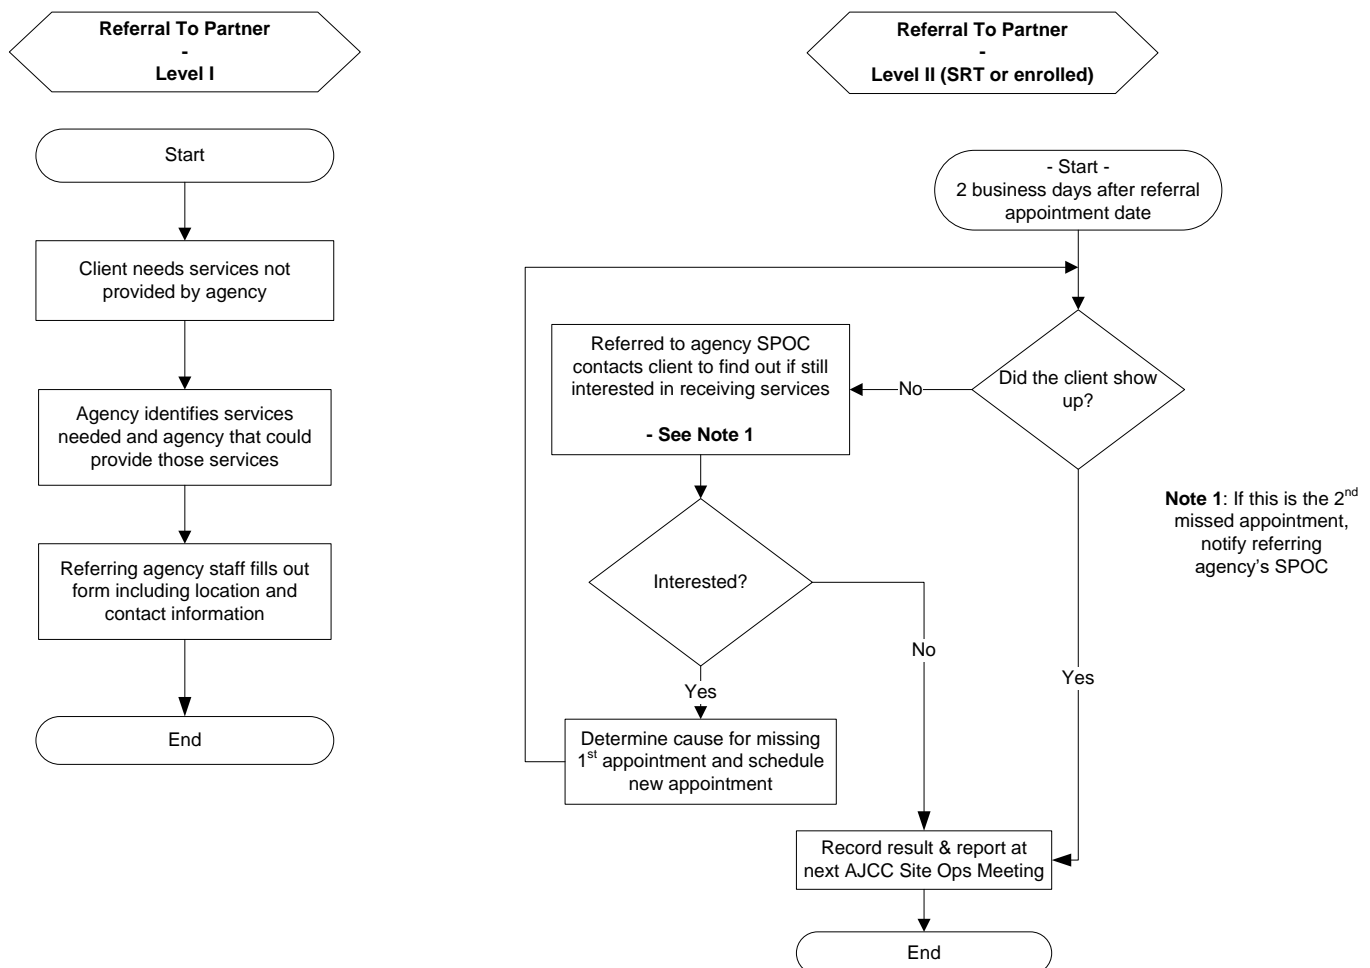 Referral To Partner
-
Level I
Start
Client needs services not
provided by agency
Agency identifies services
needed and agency that could
provide those services
Referring agency staff fills out
form including location and
contact information
End
Referral To Partner
-
Level II (SRT or enrolled)
- Start -
2 business days after referral
appointment date
Did the client show
up?
No
Referred to agency SPOC
contacts client to find out if still
interested in receiving services
- See Note 1
Note 1: If this is the 2nd
missed appointment,
notify referring
agency’s SPOC
Interested?
No
Yes
Yes
Determine cause for missing
1st appointment and schedule
new appointment
Record result & report at
next AJCC Site Ops Meeting
End